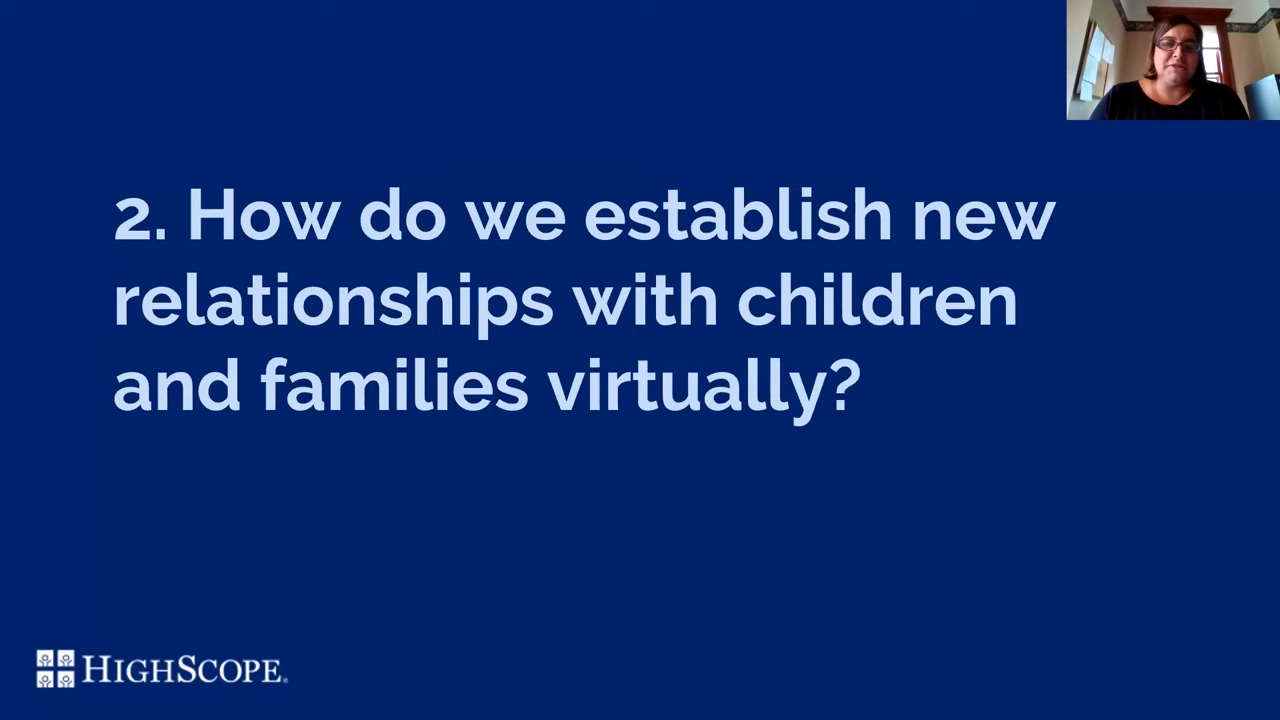 2. How do we establish new
relationships with children
and families virtually?
HIGHSCOPE.